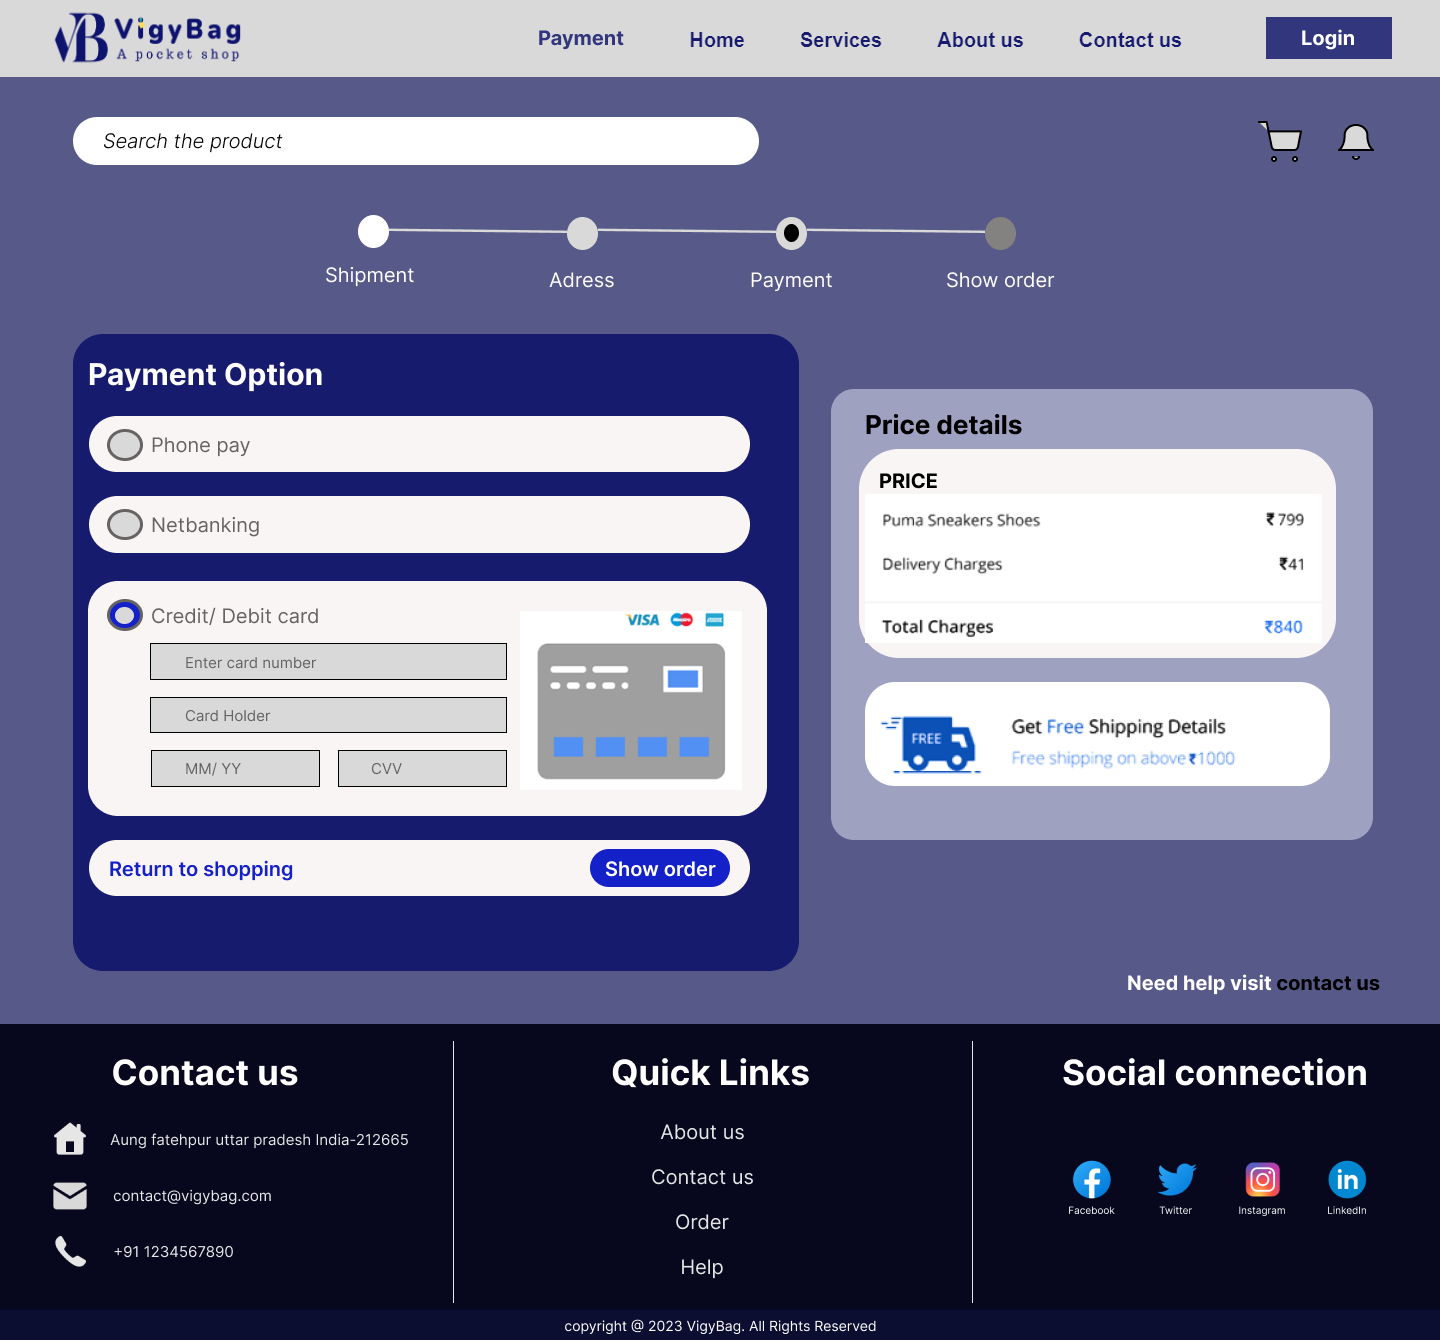 VB VigyBag
A pocket shop
Payment Home Services About us Contact us Login
Search the product
Shipment Adress Payment Show order
Payment Option
Phone pay
Netbanking
Credit/ Debit card
VISA
Enter card number
Card Holder
MM/ YY CVV
Return to shopping Show order
Price details
PRICE
Puma Sneakers Shoes ₹ 799
Delivery Charges ₹41
Total Charges ₹840
FREE
Get Free Shipping Details
Free shipping on above ₹1000
Need help visit contact us
Contact us
Aung fatehpur uttar pradesh India-212665
contact@vigybag.com
+91 1234567890
Quick Links
About us
Contact us
Order
Help
Social connection
Facebook Twitter Instagram LinkedIn
copyright @ 2023 VigyBag. All Rights Reserved